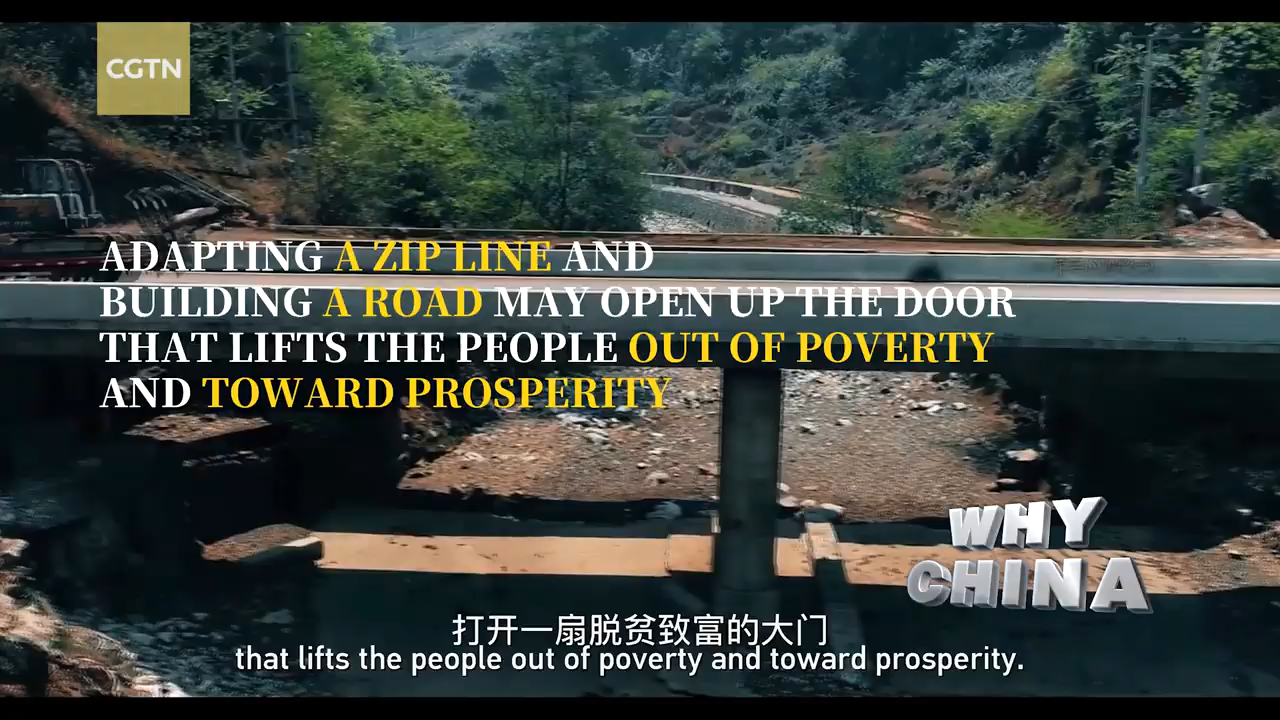 CGTN
ADAPTING A ZIP LINE AND
BUILDING A ROAD MAY OPEN UP THE DOOR
THAT LIFTS THE PEOPLE OUT OF POVERTY
AND TOWARD PROSPERITY
WHY
CHINA
打开一扇脱贫致富的大门
that lifts the people out of poverty and toward prosperity.